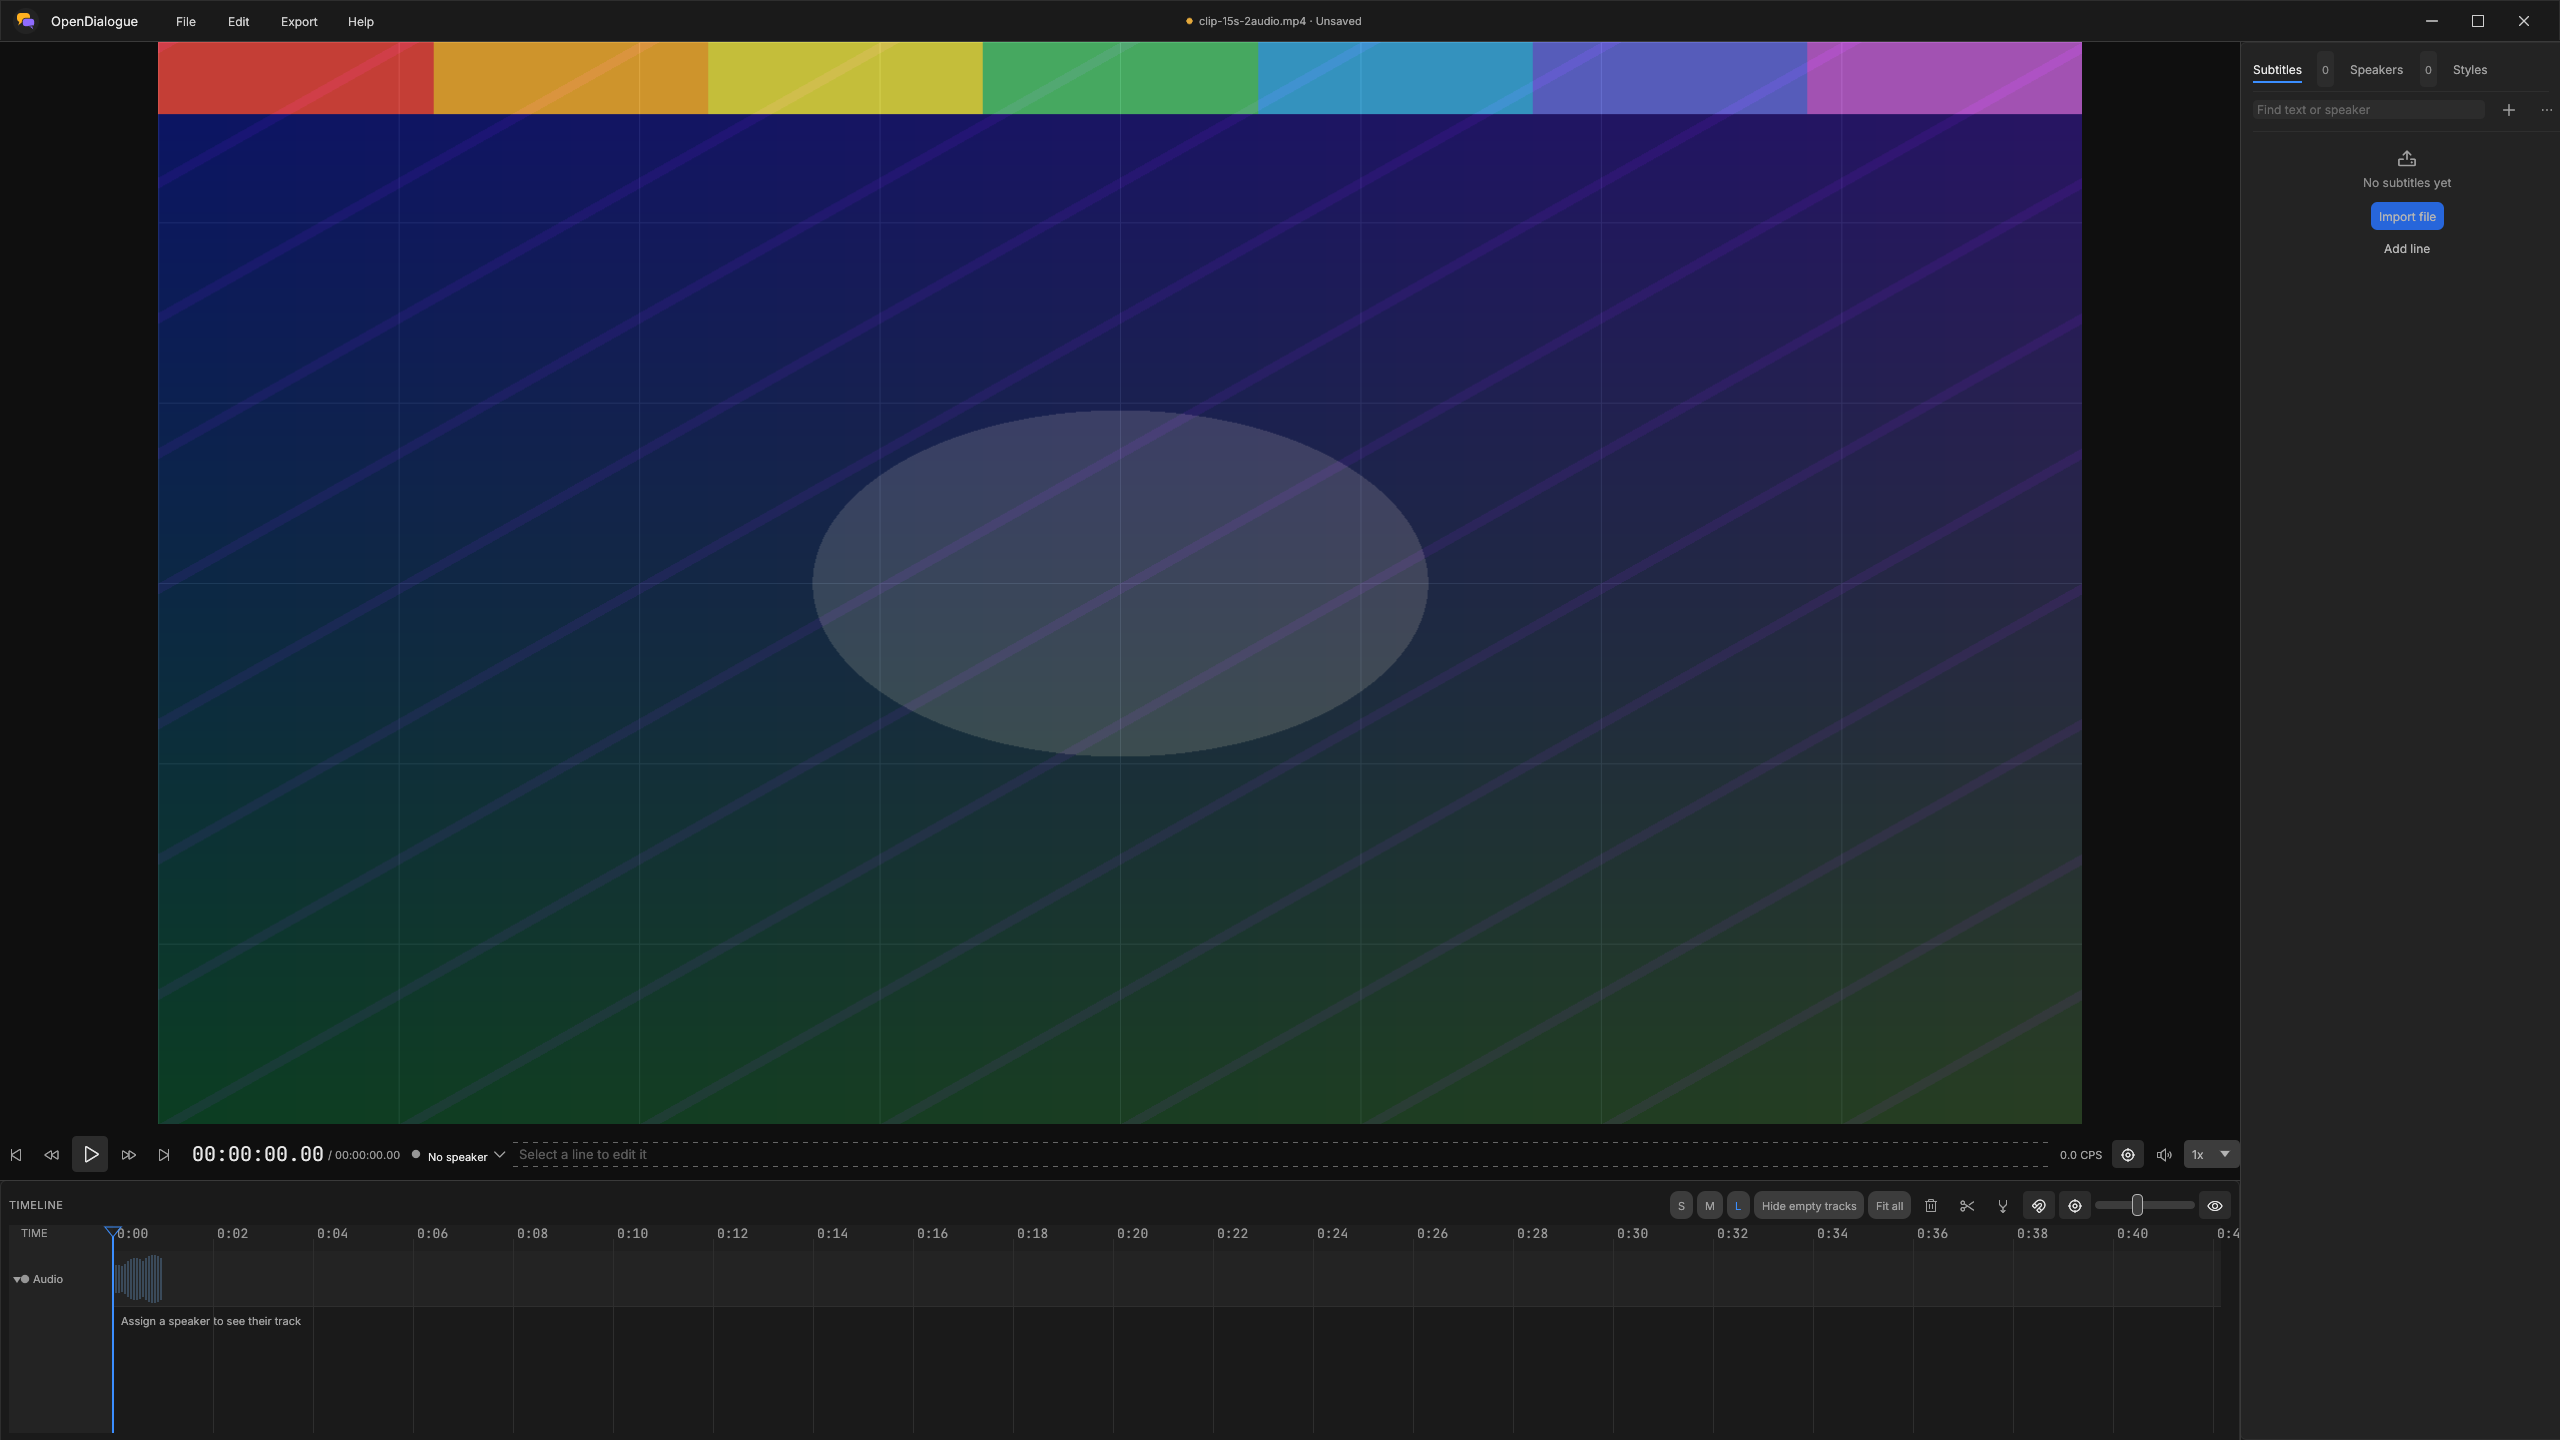 OpenDialogue File Edit Export Help clip-15s-2audio.mp4 · Unsaved
Subtitles 0 Speakers 0 Styles
Find text or speaker
No subtitles yet
Import file
Add line
00:00:00.00 / 00:00:00.00 No speaker Select a line to edit it 0.0 CPS 1x
TIMELINE S M L Hide empty tracks Fit all
TIME 0:00 0:02 0:04 0:06 0:08 0:10 0:12 0:14 0:16 0:18 0:20 0:22 0:24 0:26 0:28 0:30 0:32 0:34 0:36 0:38 0:40 0:4
Audio
Assign a speaker to see their track